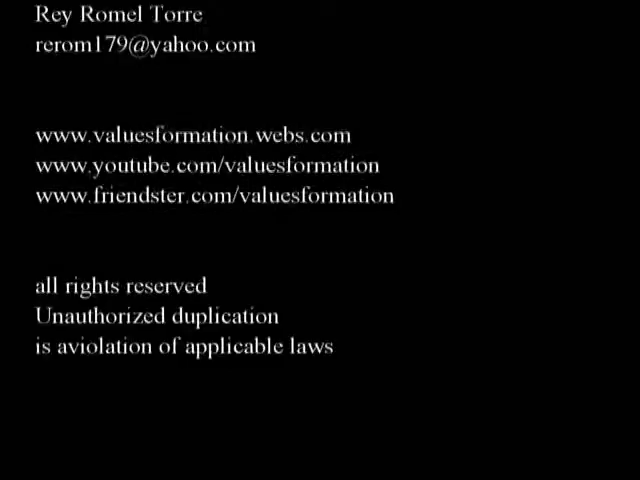 Rey Romel Torre
rerom179@yahoo.com
www.valuesformation.webs.com
www.youtube.com/valuesformation
www.friendster.com/valuesformation
all rights reserved
Unauthorized duplication
is aviolation of applicable laws